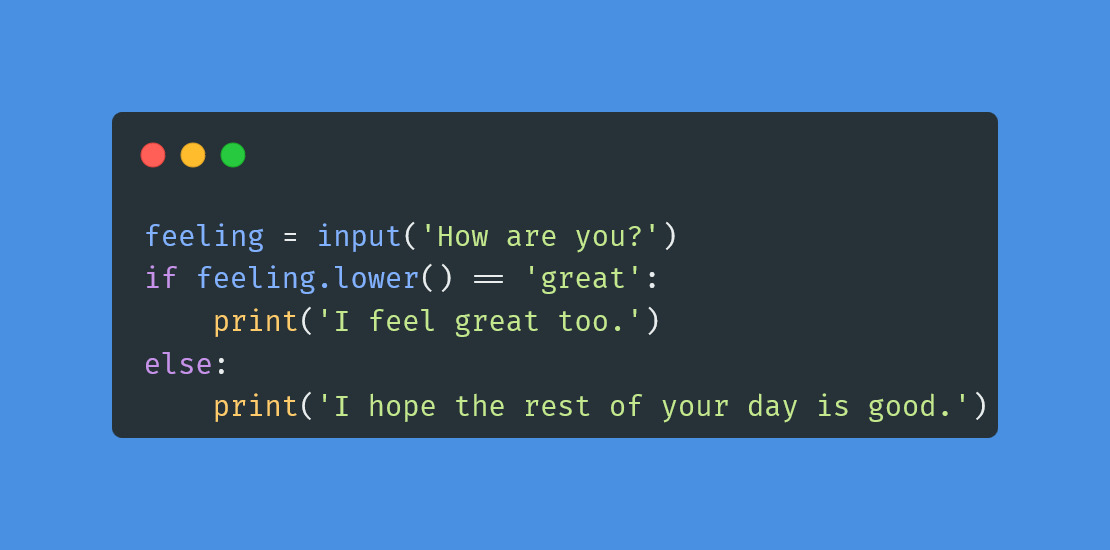 feeling = input('How are you?')
if feeling.lower() == 'great':
    print('I feel great too.')
else:
    print('I hope the rest of your day is good.')